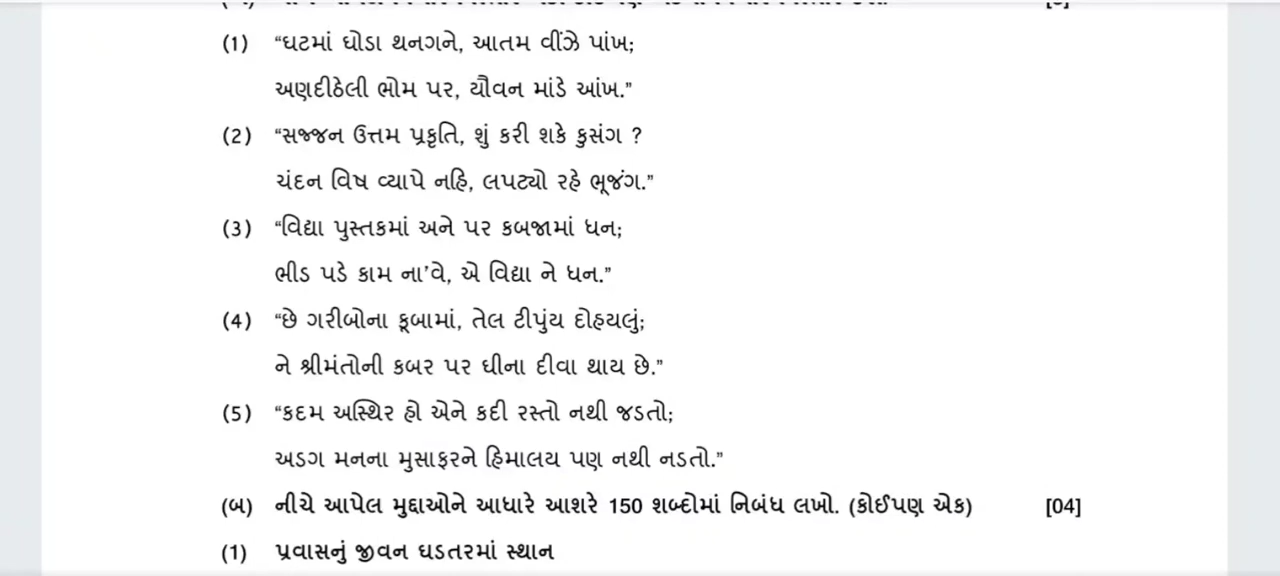 (1) “ઘટમાં ઘોડા થનગને, આતમ વીંઝે પાંખ;
અણદીઠેલી ભોમ પર, યૌવન માંડે આંખ.”
(2) “સજ્જન ઉત્તમ પ્રકૃતિ, શું કરી શકે કુસંગ ?
ચંદન વિષ વ્યાપે નહિ, લપટ્યો રહે ભૂજંગ.”
(3) “વિદ્યા પુસ્તકમાં અને પર કબજામાં ધન;
ભીડ પડે કામ ના’વે, એ વિદ્યા ને ધન.”
(4) “છે ગરીબોના કૂબામાં, તેલ ટીપુંય દોહ્યલું;
ને શ્રીમંતોની કબર પર ઘીના દીવા થાય છે.”
(5) “કદમ અસ્થિર હો એને કદી રસ્તો નથી જડતો;
અડગ મનના મુસાફરને હિમાલય પણ નથી નડતો.”
(બ) નીચે આપેલ મુદ્દાઓને આધારે આશરે 150 શબ્દોમાં નિબંધ લખો. (કોઈપણ એક) [04]
(1) પ્રવાસનું જીવન ઘડતરમાં સ્થાન